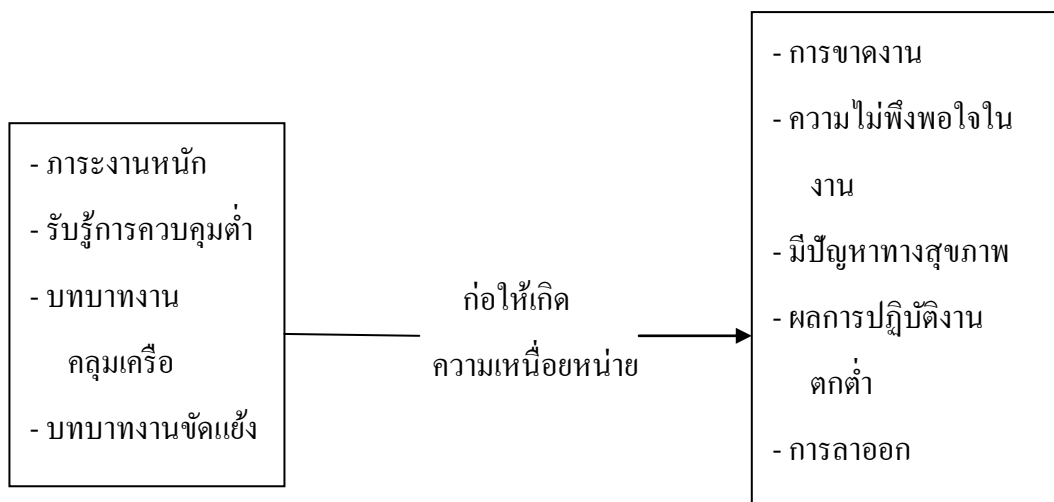 - ภาระงานหนัก
- รับรู้การควบคุมต่ำ
- บทบาทงาน
คลุมเครือ
- บทบาทงานขัดแย้ง
ก่อให้เกิด
ความเหนื่อยหน่าย
- การขาดงาน
- ความไม่พึงพอใจใน
งาน
- มีปัญหาทางสุขภาพ
- ผลการปฏิบัติงาน
ตกต่ำ
- การลาออก